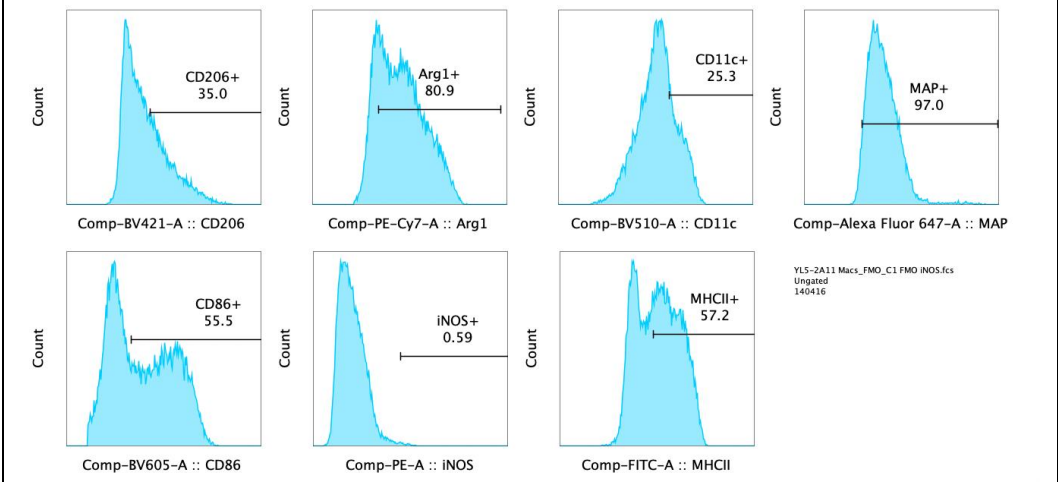 Count
CD206+
35.0
Comp-BV421-A :: CD206
Count
Arg1+
80.9
Comp-PE-Cy7-A :: Arg1
Count
CD11c+
25.3
Comp-BV510-A :: CD11c
Count
MAP+
97.0
Comp-Alexa Fluor 647-A :: MAP
Count
CD86+
55.5
Comp-BV605-A :: CD86
Count
iNOS+
0.59
Comp-PE-A :: iNOS
Count
MHCII+
57.2
Comp-FITC-A :: MHCII
YL5-2A11 Macs_FMO_C1 FMO iNOS.fcs
Ungated
140416